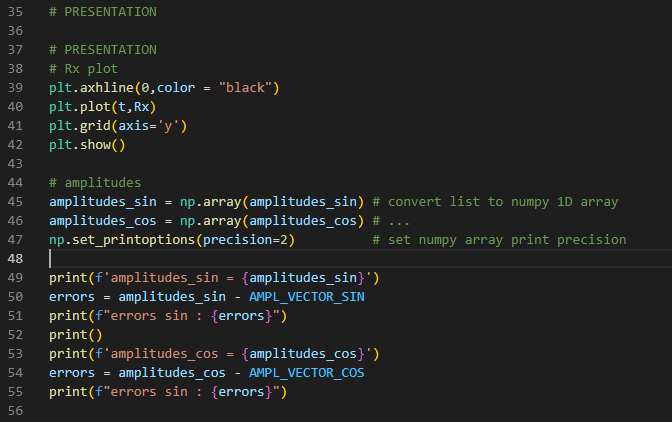 35 # PRESENTATION
36
37 # PRESENTATION
38 # Rx plot
39 plt.axhline(0,color = "black")
40 plt.plot(t,Rx)
41 plt.grid(axis='y')
42 plt.show()
43
44 # amplitudes
45 amplitudes_sin = np.array(amplitudes_sin) # convert list to numpy 1D array
46 amplitudes_cos = np.array(amplitudes_cos) # ...
47 np.set_printoptions(precision=2)          # set numpy array print precision
48
49 print(f'amplitudes_sin = {amplitudes_sin}')
50 errors = amplitudes_sin - AMPL_VECTOR_SIN
51 print(f"errors sin : {errors}")
52 print()
53 print(f'amplitudes_cos = {amplitudes_cos}')
54 errors = amplitudes_cos - AMPL_VECTOR_COS
55 print(f"errors sin : {errors}")
56